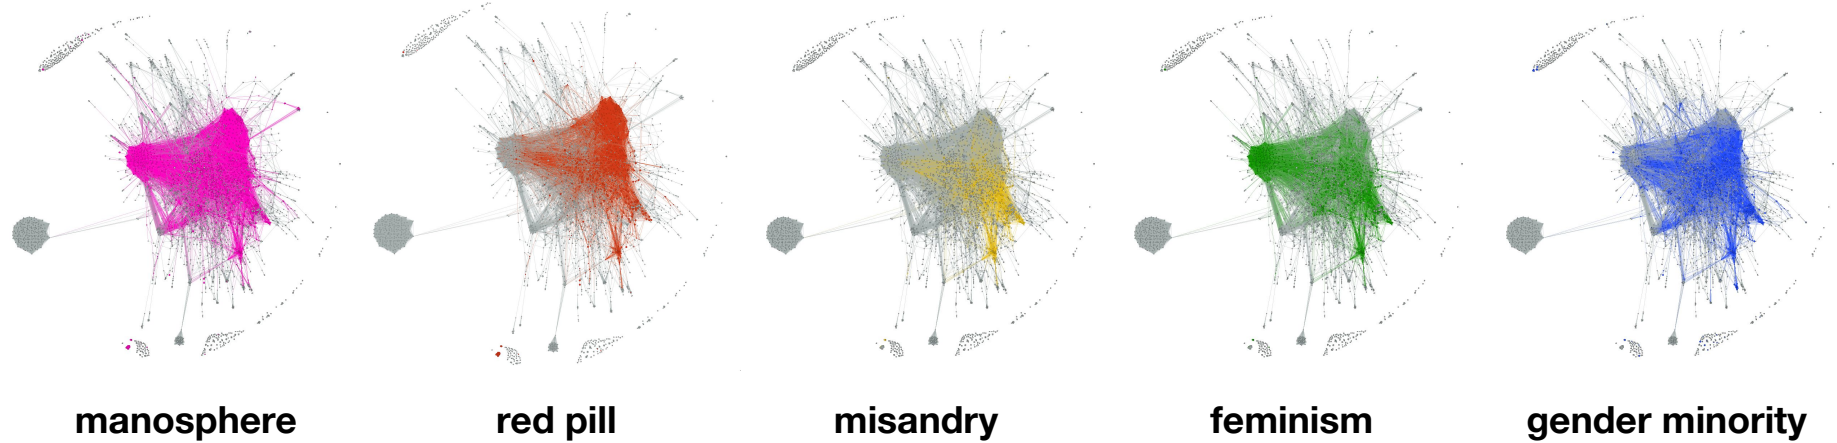 manosphere
red pill
misandry
feminism
gender minority